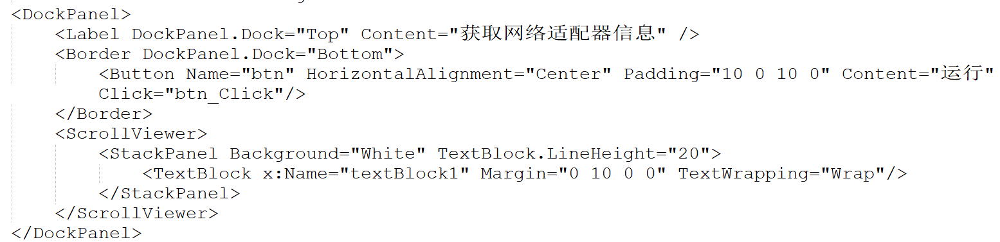 <DockPanel>
    <Label DockPanel.Dock="Top" Content="获取网络适配器信息" />
    <Border DockPanel.Dock="Bottom">
        <Button Name="btn" HorizontalAlignment="Center" Padding="10 0 10 0" Content="运行"
        Click="btn_Click"/>
    </Border>
    <ScrollViewer>
        <StackPanel Background="White" TextBlock.LineHeight="20">
            <TextBlock x:Name="textBlock1" Margin="0 10 0 0" TextWrapping="Wrap"/>
        </StackPanel>
    </ScrollViewer>
</DockPanel>